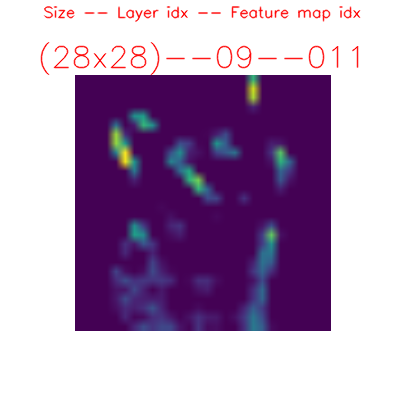 Size -- Layer idx -- Feature map idx
(28x28)--09--011